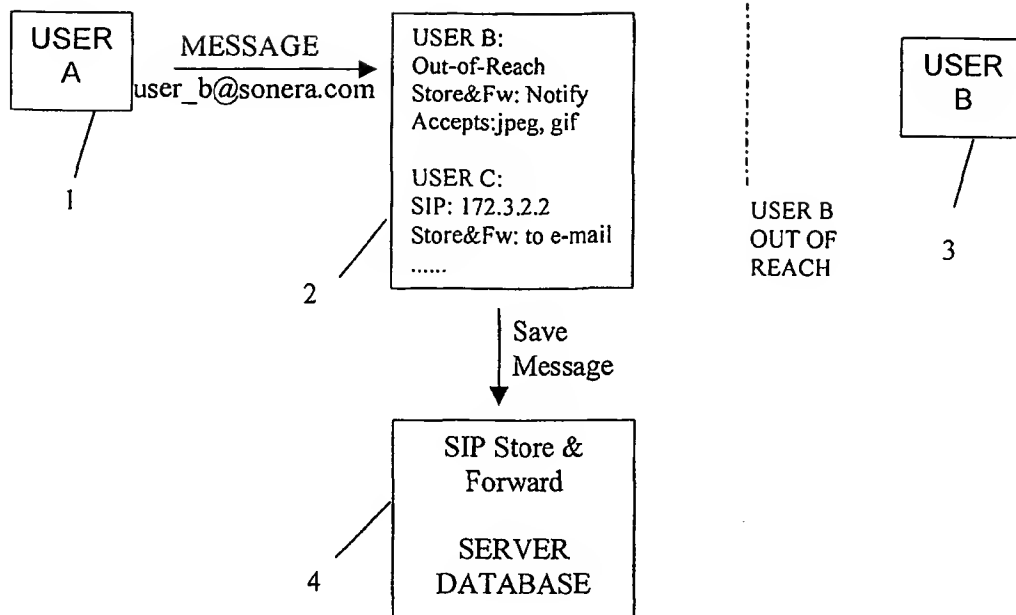 USER
A
1
MESSAGE
user_b@sonera.com
USER B:
Out-of-Reach
Store&Fw: Notify
Accepts:jpeg, gif
USER C:
SIP: 172.3.2.2
Store&Fw: to e-mail
......
2
USER B
OUT OF
REACH
USER
B
3
Save
Message
SIP Store &
Forward
SERVER
DATABASE
4